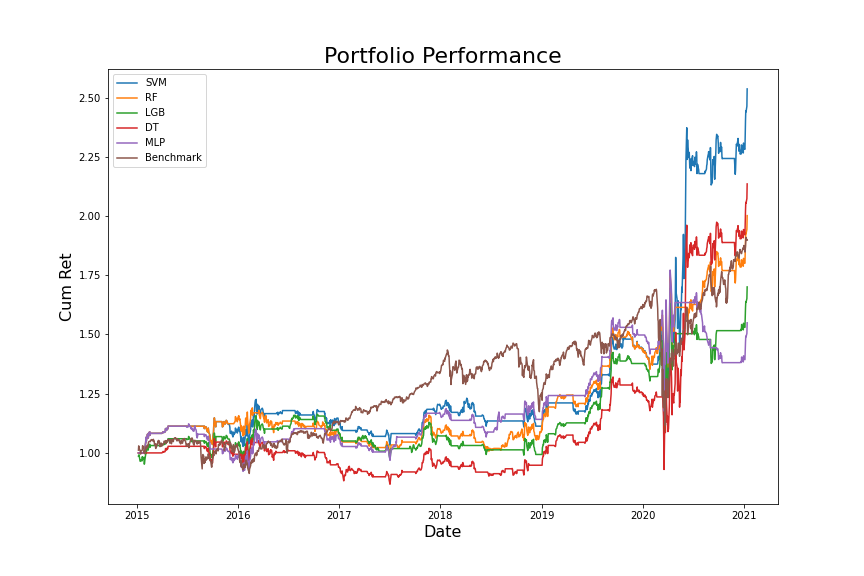 Portfolio Performance
SVM
RF
LGB
DT
MLP
Benchmark
Cum Ret
2.50
2.25
2.00
1.75
1.50
1.25
1.00
2015 2016 2017 2018 2019 2020 2021
Date